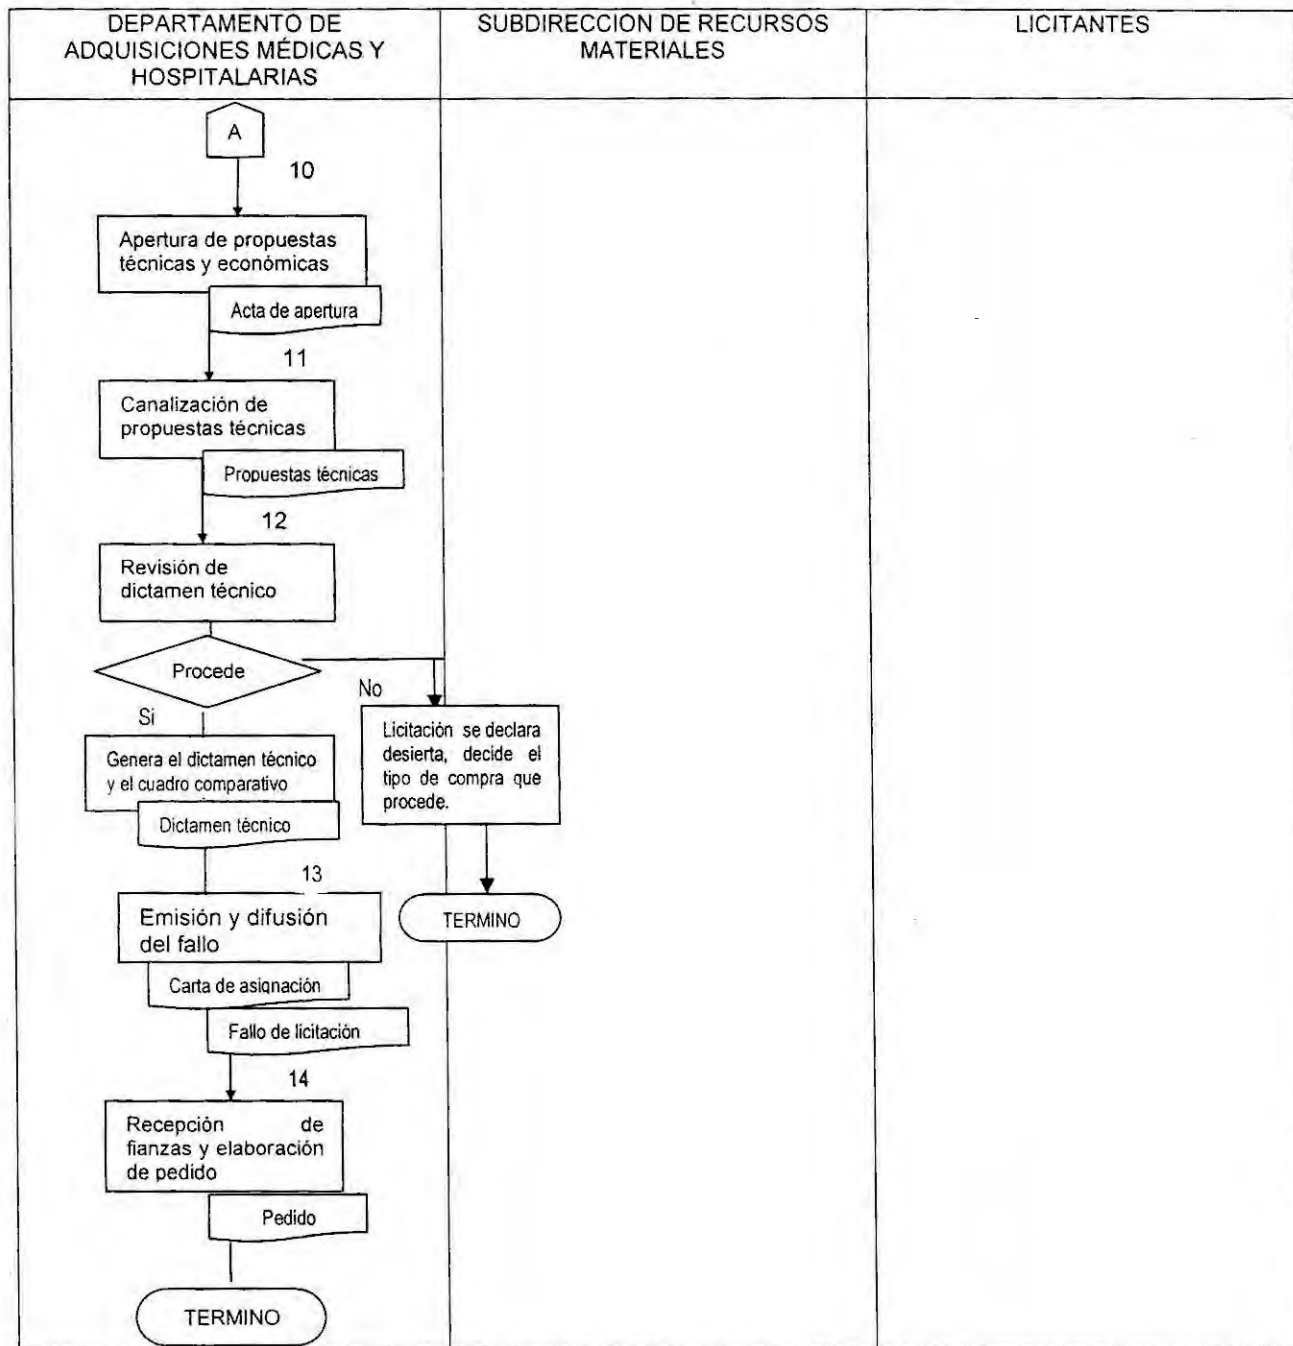 DEPARTAMENTO DE
ADQUISICIONES MÉDICAS Y
HOSPITALARIAS
SUBDIRECCION DE RECURSOS
MATERIALES
LICITANTES
A
10
Apertura de propuestas
técnicas y económicas
Acta de apertura
11
Canalización de
propuestas técnicas
Propuestas técnicas
12
Revisión de
dictamen técnico
Procede
No
Si
Licitación se declara
desierta, decide el
tipo de compra que
procede.
Genera el dictamen técnico
y el cuadro comparativo
Dictamen técnico
13
Emisión y difusión
del fallo
TERMINO
Carta de asignación
Fallo de licitación
14
Recepción de
fianzas y elaboración
de pedido
Pedido
TERMINO